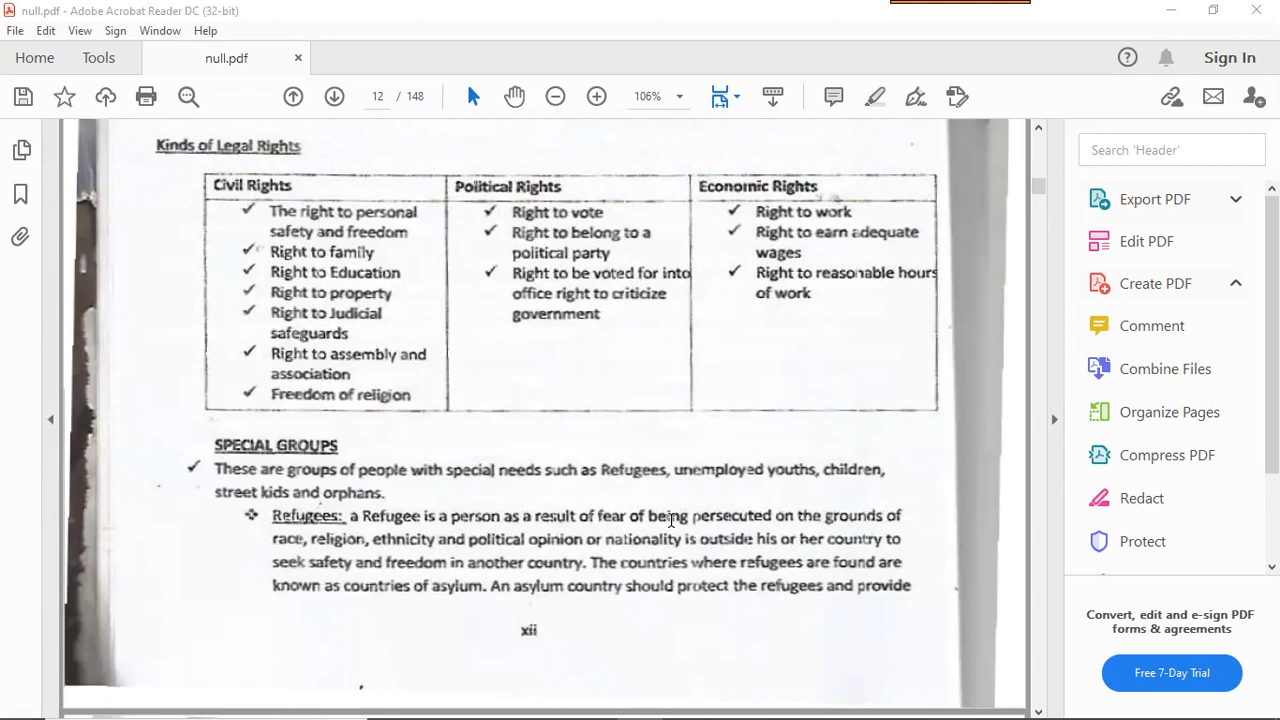 null.pdf - Adobe Acrobat Reader DC (32-bit)
File Edit View Sign Window Help
Home Tools null.pdf × Sign In
12 / 148 106%
Kinds of Legal Rights
Civil Rights
✓ The right to personal
safety and freedom
✓ Right to family
✓ Right to Education
✓ Right to property
✓ Right to Judicial
safeguards
✓ Right to assembly and
association
✓ Freedom of religion
Political Rights
✓ Right to vote
✓ Right to belong to a
political party
✓ Right to be voted for into
office right to criticize
government
Economic Rights
✓ Right to work
✓ Right to earn adequate
wages
✓ Right to reasonable hours
of work
SPECIAL GROUPS
✓ These are groups of people with special needs such as Refugees, unemployed youths, children,
street kids and orphans.
❖ Refugees: a Refugee is a person as a result of fear of being persecuted on the grounds of
race, religion, ethnicity and political opinion or nationality is outside his or her country to
seek safety and freedom in another country. The countries where refugees are found are
known as countries of asylum. An asylum country should protect the refugees and provide
xii
Search 'Header'
Export PDF
Edit PDF
Create PDF
Comment
Combine Files
Organize Pages
Compress PDF
Redact
Protect
Convert, edit and e-sign PDF
forms & agreements
Free 7-Day Trial